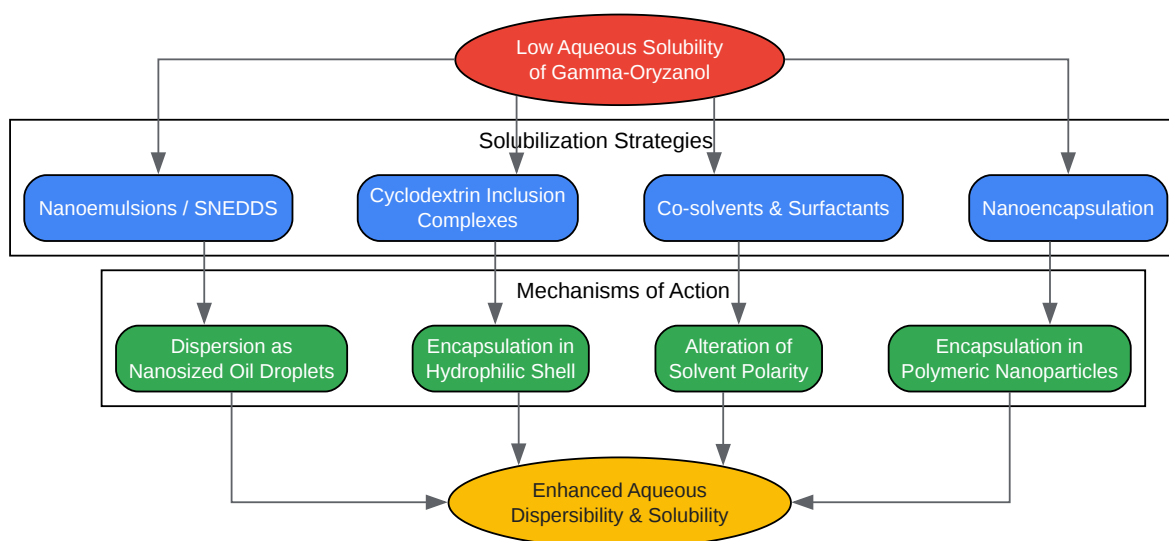 Low Aqueous Solubility
of Gamma-Oryzanol
Solubilization Strategies
Nanoemulsions / SNEDDS
Cyclodextrin Inclusion
Complexes
Co-solvents & Surfactants
Nanoencapsulation
Mechanisms of Action
Dispersion as
Nanosized Oil Droplets
Encapsulation in
Hydrophilic Shell
Alteration of
Solvent Polarity
Encapsulation in
Polymeric Nanoparticles
Enhanced Aqueous
Dispersibility & Solubility